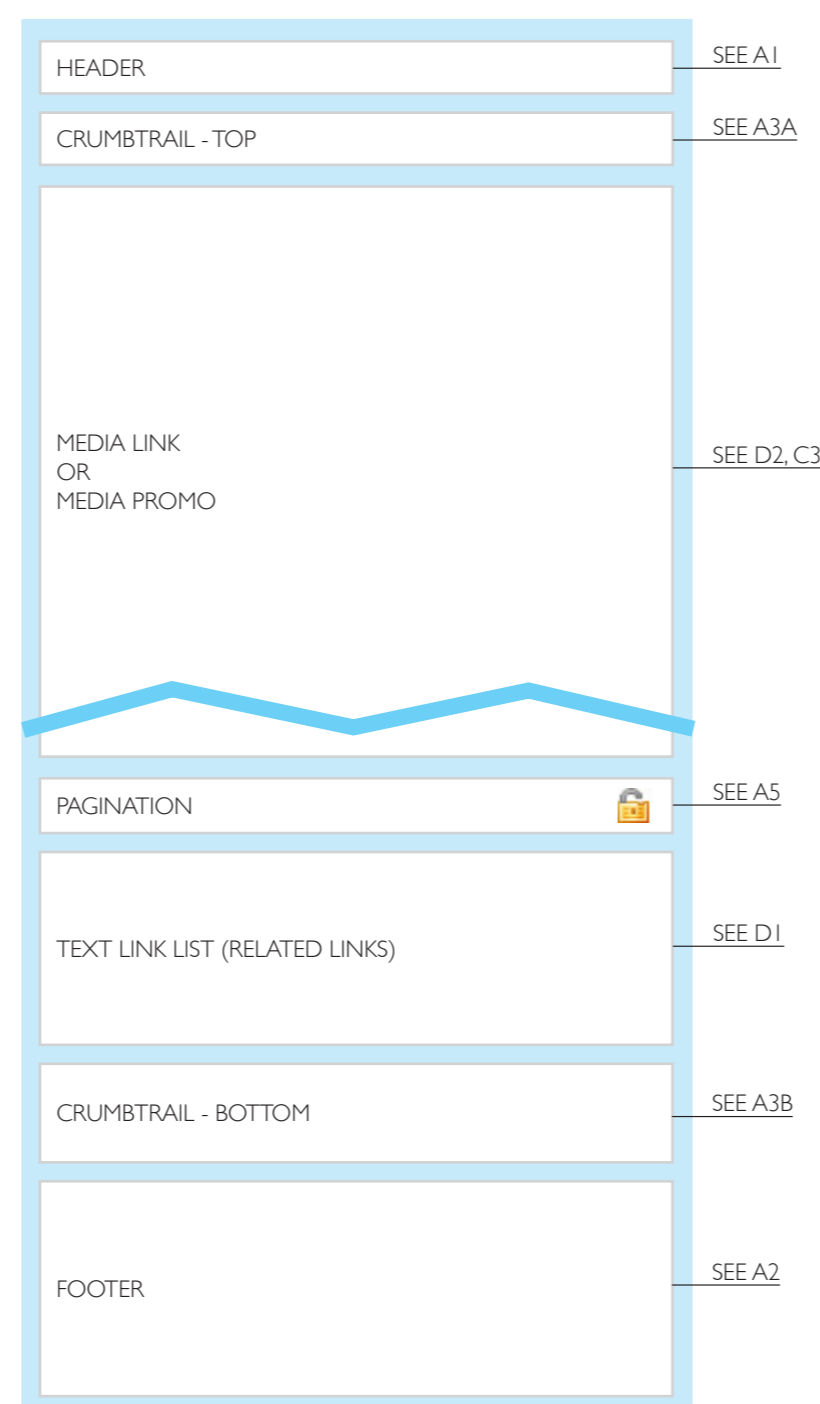 HEADER
SEE A1
CRUMBTRAIL - TOP
SEE A3A
MEDIA LINK
OR
MEDIA PROMO
SEE D2, C3
PAGINATION
SEE A5
TEXT LINK LIST (RELATED LINKS)
SEE D1
CRUMBTRAIL - BOTTOM
SEE A3B
FOOTER
SEE A2